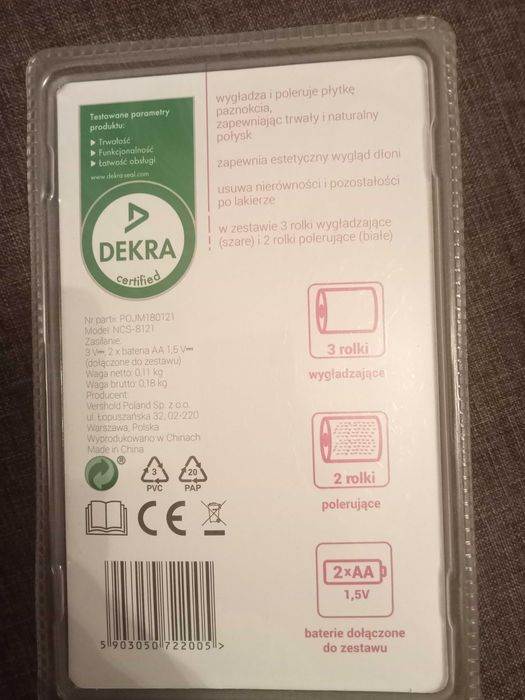 Testowane parametry
produktu:
Trwałość
Funkcjonalność
Łatwość obsługi
www.dekra-seal.com
DEKRA
certified
wygładza i poleruje płytkę
paznokcia,
zapewniając trwały i naturalny
połysk
zapewnia estetyczny wygląd dłoni
usuwa nierówności i pozostałości
po lakierze
w zestawie 3 rolki wygładzające
(szare) i 2 rolki polerujące (białe)
Nr partii: POJM180121
Model: NCS-8121
Zasilanie:
3 V⎓, 2 x bateria AA 1,5 V⎓
(dołączone do zestawu)
Waga netto: 0,11 kg
Waga brutto: 0,18 kg
Producent:
Vershold Poland Sp. z o.o.
ul. Łopuszańska 32, 02-220
Warszawa, Polska
Wyprodukowano w Chinach
Made in China
®
3
PVC
20
PAP
CE
5 903050 722005 >
3 rolki
wygładzające
2 rolki
polerujące
2xAA
1,5V
baterie dołączone
do zestawu